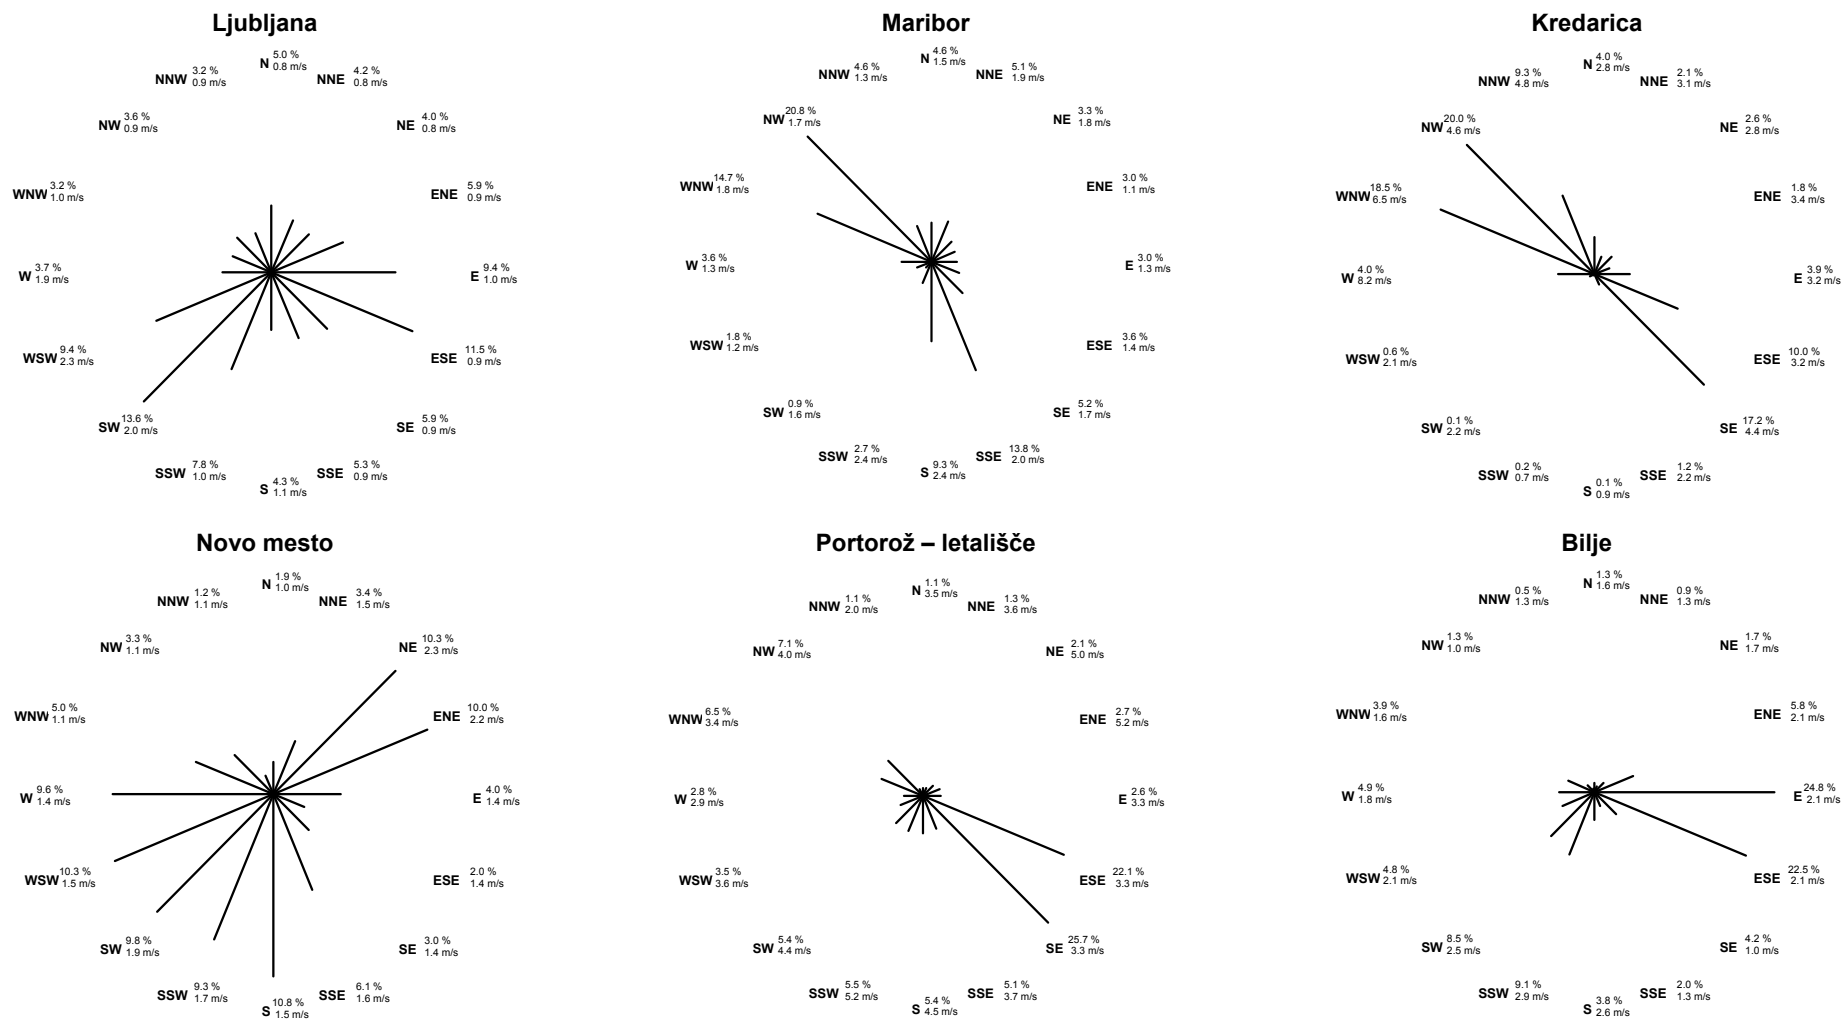 Ljubljana
N 5.0 %
0.8 m/s
NNE 4.2 %
0.8 m/s
NE 4.0 %
0.8 m/s
ENE 5.9 %
0.9 m/s
E 9.4 %
1.0 m/s
ESE 11.5 %
0.9 m/s
SE 5.9 %
0.9 m/s
SSE 5.3 %
0.9 m/s
S 4.3 %
1.1 m/s
SSW 7.8 %
1.0 m/s
SW 13.6 %
2.0 m/s
WSW 9.4 %
2.3 m/s
W 3.7 %
1.9 m/s
WNW 3.2 %
1.0 m/s
NW 3.6 %
0.9 m/s
NNW 3.2 %
0.9 m/s
Maribor
N 4.6 %
1.5 m/s
NNE 5.1 %
1.9 m/s
NE 3.3 %
1.8 m/s
ENE 3.0 %
1.1 m/s
E 3.0 %
1.3 m/s
ESE 3.6 %
1.4 m/s
SE 5.2 %
1.7 m/s
SSE 13.8 %
2.0 m/s
S 9.3 %
2.4 m/s
SSW 2.7 %
2.4 m/s
SW 0.9 %
1.6 m/s
WSW 1.8 %
1.2 m/s
W 3.6 %
1.3 m/s
WNW 14.7 %
1.8 m/s
NW 20.8 %
1.7 m/s
NNW 4.6 %
1.3 m/s
Kredarica
N 4.0 %
2.8 m/s
NNE 2.1 %
3.1 m/s
NE 2.6 %
2.8 m/s
ENE 1.8 %
3.4 m/s
E 3.9 %
3.2 m/s
ESE 10.0 %
3.2 m/s
SE 17.2 %
4.4 m/s
SSE 1.2 %
2.2 m/s
S 0.1 %
0.9 m/s
SSW 0.2 %
0.7 m/s
SW 0.1 %
2.2 m/s
WSW 0.6 %
2.1 m/s
W 4.0 %
8.2 m/s
WNW 18.5 %
6.5 m/s
NW 20.0 %
4.6 m/s
NNW 9.3 %
4.8 m/s
Novo mesto
N 1.9 %
1.0 m/s
NNE 3.4 %
1.5 m/s
NE 10.3 %
2.3 m/s
ENE 10.0 %
2.2 m/s
E 4.0 %
1.4 m/s
ESE 2.0 %
1.4 m/s
SE 3.0 %
1.4 m/s
SSE 6.1 %
1.6 m/s
S 10.8 %
1.5 m/s
SSW 9.3 %
1.7 m/s
SW 9.8 %
1.9 m/s
WSW 10.3 %
1.5 m/s
W 9.6 %
1.4 m/s
WNW 5.0 %
1.1 m/s
NW 3.3 %
1.1 m/s
NNW 1.2 %
1.1 m/s
Portorož – letališče
N 1.1 %
3.5 m/s
NNE 1.3 %
3.6 m/s
NE 2.1 %
5.0 m/s
ENE 2.7 %
5.2 m/s
E 2.6 %
3.3 m/s
ESE 22.1 %
3.3 m/s
SE 25.7 %
3.3 m/s
SSE 5.1 %
3.7 m/s
S 5.4 %
4.5 m/s
SSW 5.5 %
5.2 m/s
SW 5.4 %
4.4 m/s
WSW 3.5 %
3.6 m/s
W 2.8 %
2.9 m/s
WNW 6.5 %
3.4 m/s
NW 7.1 %
4.0 m/s
NNW 1.1 %
2.0 m/s
Bilje
N 1.3 %
1.6 m/s
NNE 0.9 %
1.3 m/s
NE 1.7 %
1.7 m/s
ENE 5.8 %
2.1 m/s
E 24.8 %
2.1 m/s
ESE 22.5 %
2.1 m/s
SE 4.2 %
1.0 m/s
SSE 2.0 %
1.3 m/s
S 3.8 %
2.6 m/s
SSW 9.1 %
2.9 m/s
SW 8.5 %
2.5 m/s
WSW 4.8 %
2.1 m/s
W 4.9 %
1.8 m/s
WNW 3.9 %
1.6 m/s
NW 1.3 %
1.0 m/s
NNW 0.5 %
1.3 m/s